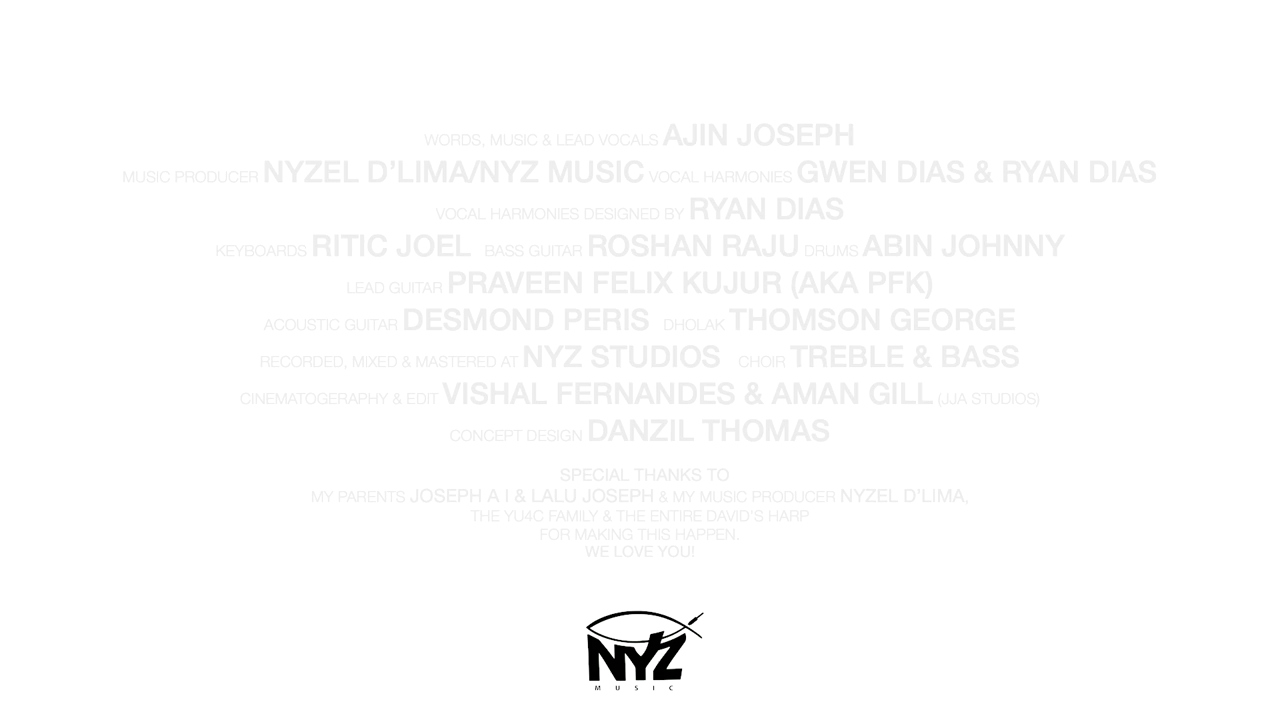 WORDS, MUSIC & LEAD VOCALS AJIN JOSEPH
MUSIC PRODUCER NYZEL D’LIMA/NYZ MUSIC VOCAL HARMONIES GWEN DIAS & RYAN DIAS
VOCAL HARMONIES DESIGNED BY RYAN DIAS
KEYBOARDS RITIC JOEL BASS GUITAR ROSHAN RAJU DRUMS ABIN JOHNNY
LEAD GUITAR PRAVEEN FELIX KUJUR (AKA PFK)
ACOUSTIC GUITAR DESMOND PERIS DHOLAK THOMSON GEORGE
RECORDED, MIXED & MASTERED AT NYZ STUDIOS CHOIR TREBLE & BASS
CINEMATOGERAPHY & EDIT VISHAL FERNANDES & AMAN GILL (JJA STUDIOS)
CONCEPT DESIGN DANZIL THOMAS
SPECIAL THANKS TO
MY PARENTS JOSEPH A I & LALU JOSEPH & MY MUSIC PRODUCER NYZEL D’LIMA,
THE YU4C FAMILY & THE ENTIRE DAVID’S HARP
FOR MAKING THIS HAPPEN.
WE LOVE YOU!
NYZ
MUSIC